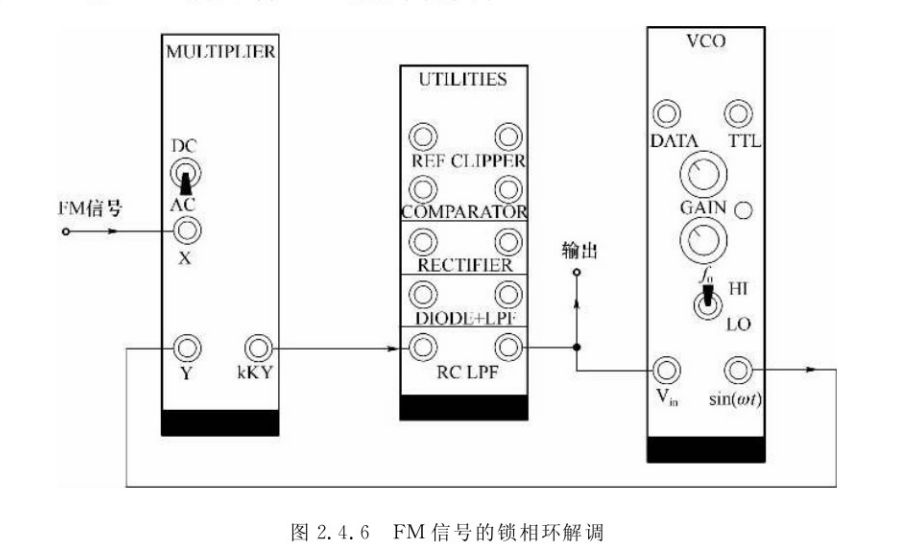 MULTIPLIER
DC
AC
FM信号
X
Y
kKY
UTILITIES
REF CLIPPER
COMPARATOR
RECTIFIER
DIODE+LPF
RC LPF
输出
VCO
DATA
TTL
GAIN
f₀
HI
LO
Vin
sin(ωt)
图 2.4.6 FM 信号的锁相环解调